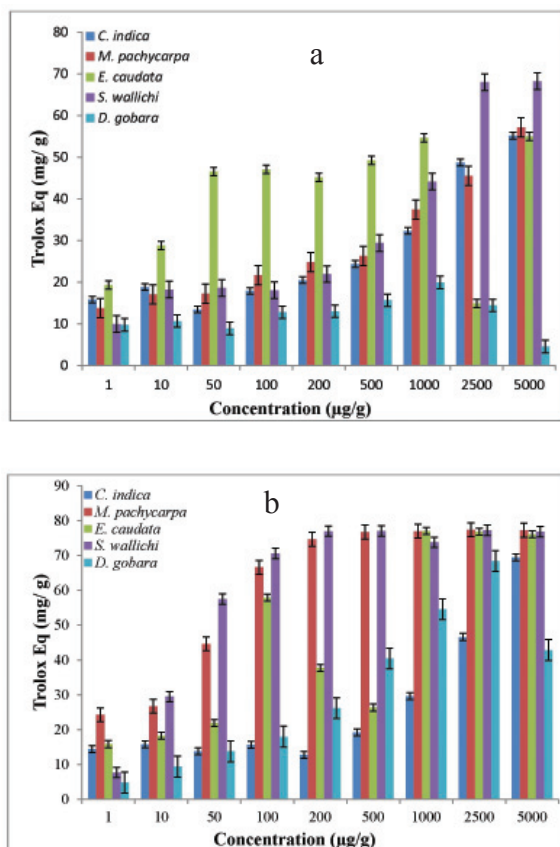 a
C. indica
M. pachycarpa
E. caudata
S. wallichi
D. gobara
Trolox Eq (mg/ g)
80
70
60
50
40
30
20
10
0
1 10 50 100 200 500 1000 2500 5000
Concentration (µg/g)
b
C. indica
M. pachycarpa
E. caudata
S. wallichi
D. gobara
Trolox Eq (mg/ g)
90
80
70
60
50
40
30
20
10
0
1 10 50 100 200 500 1000 2500 5000
Concentration (µg/g)